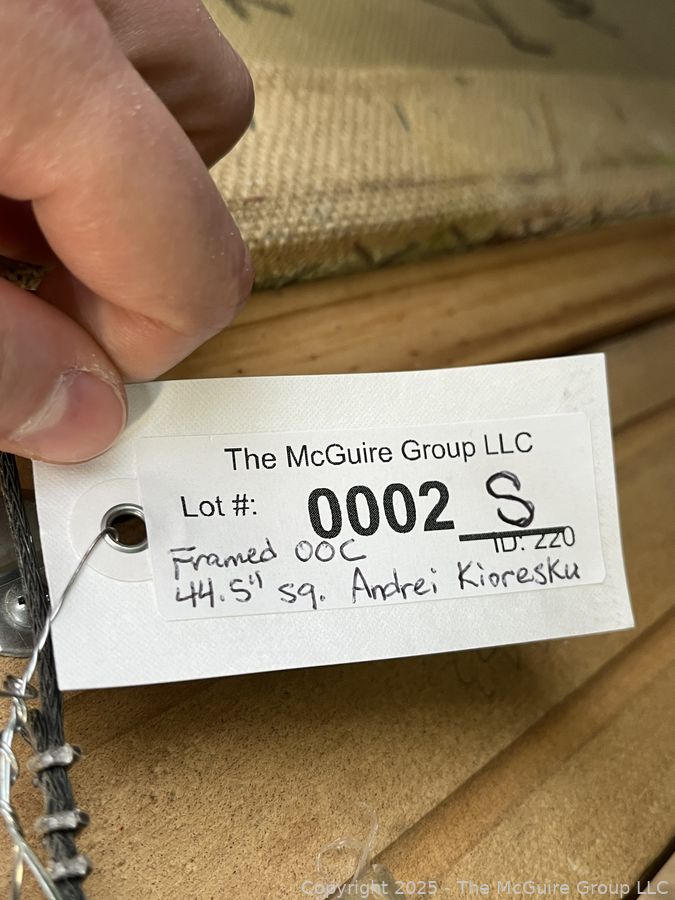 The McGuire Group LLC
Lot #: 0002 S
ID: 220
Framed OOC
44.5" sq. Andrei Kioresku
Copyright 2025 - The McGuire Group LLC